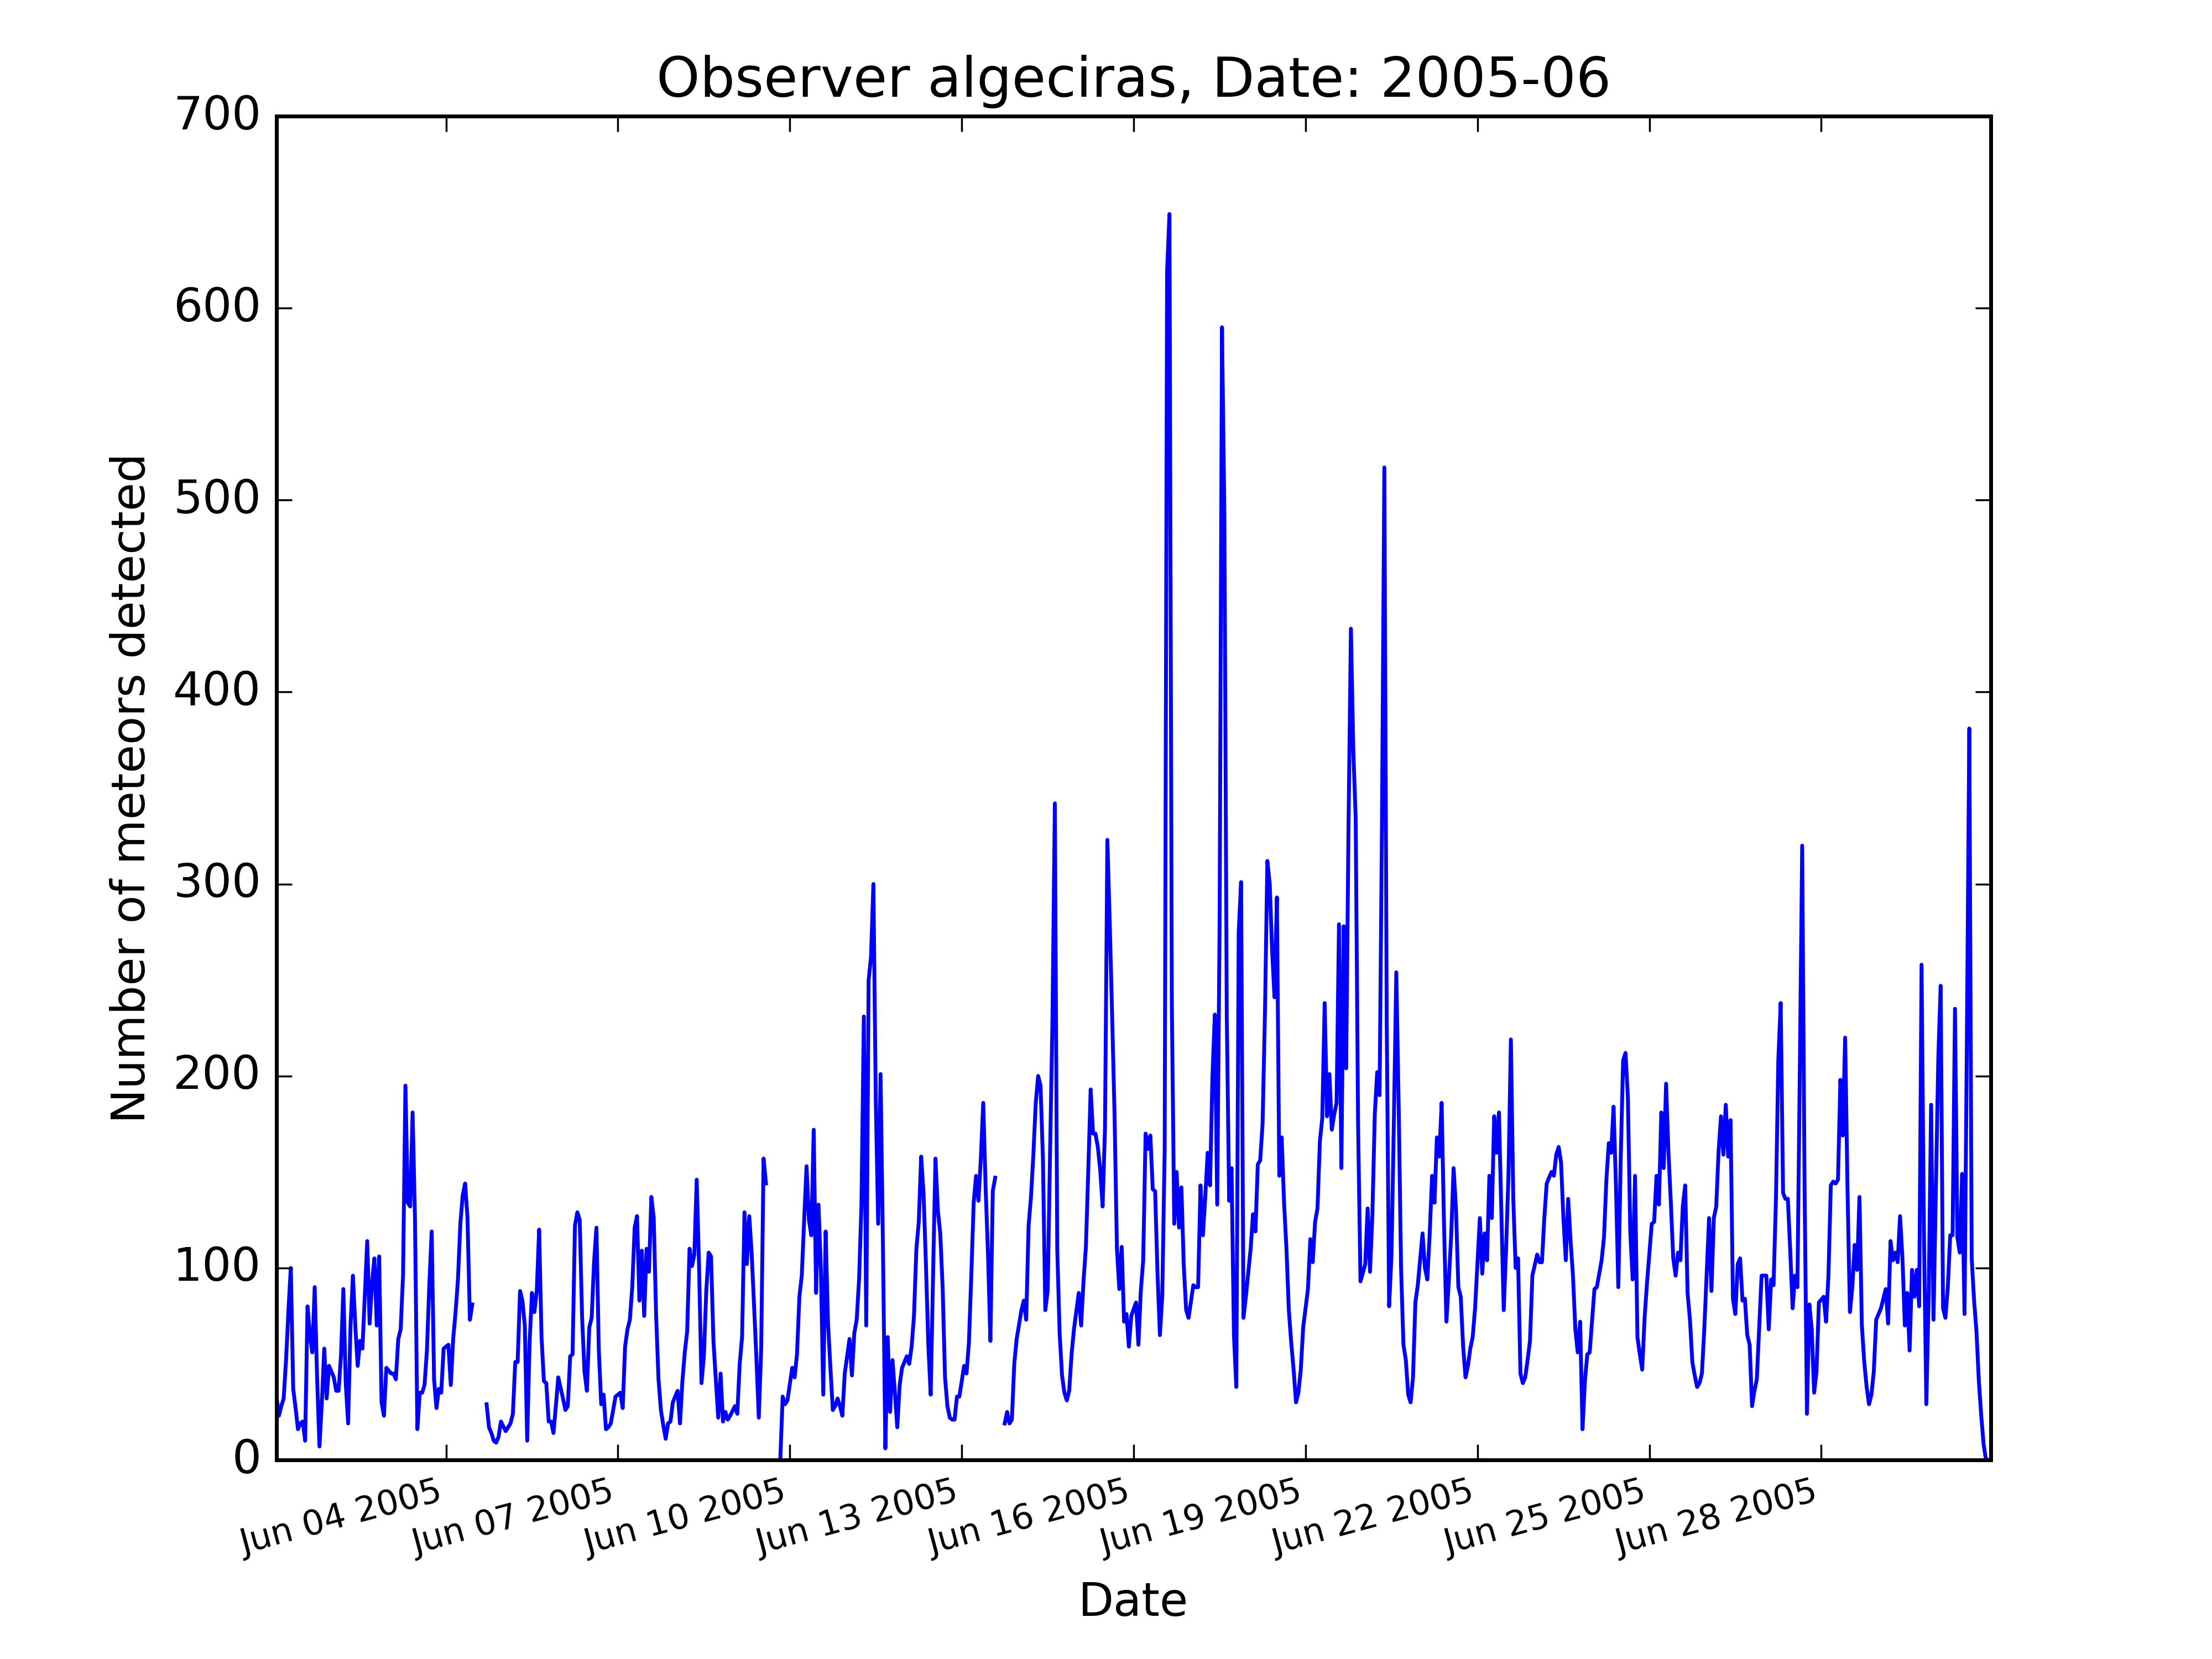 Observer algeciras, Date: 2005-06
700
600
500
400
300
200
100
0
Number of meteors detected
Jun 04 2005
Jun 07 2005
Jun 10 2005
Jun 13 2005
Jun 16 2005
Jun 19 2005
Jun 22 2005
Jun 25 2005
Jun 28 2005
Date